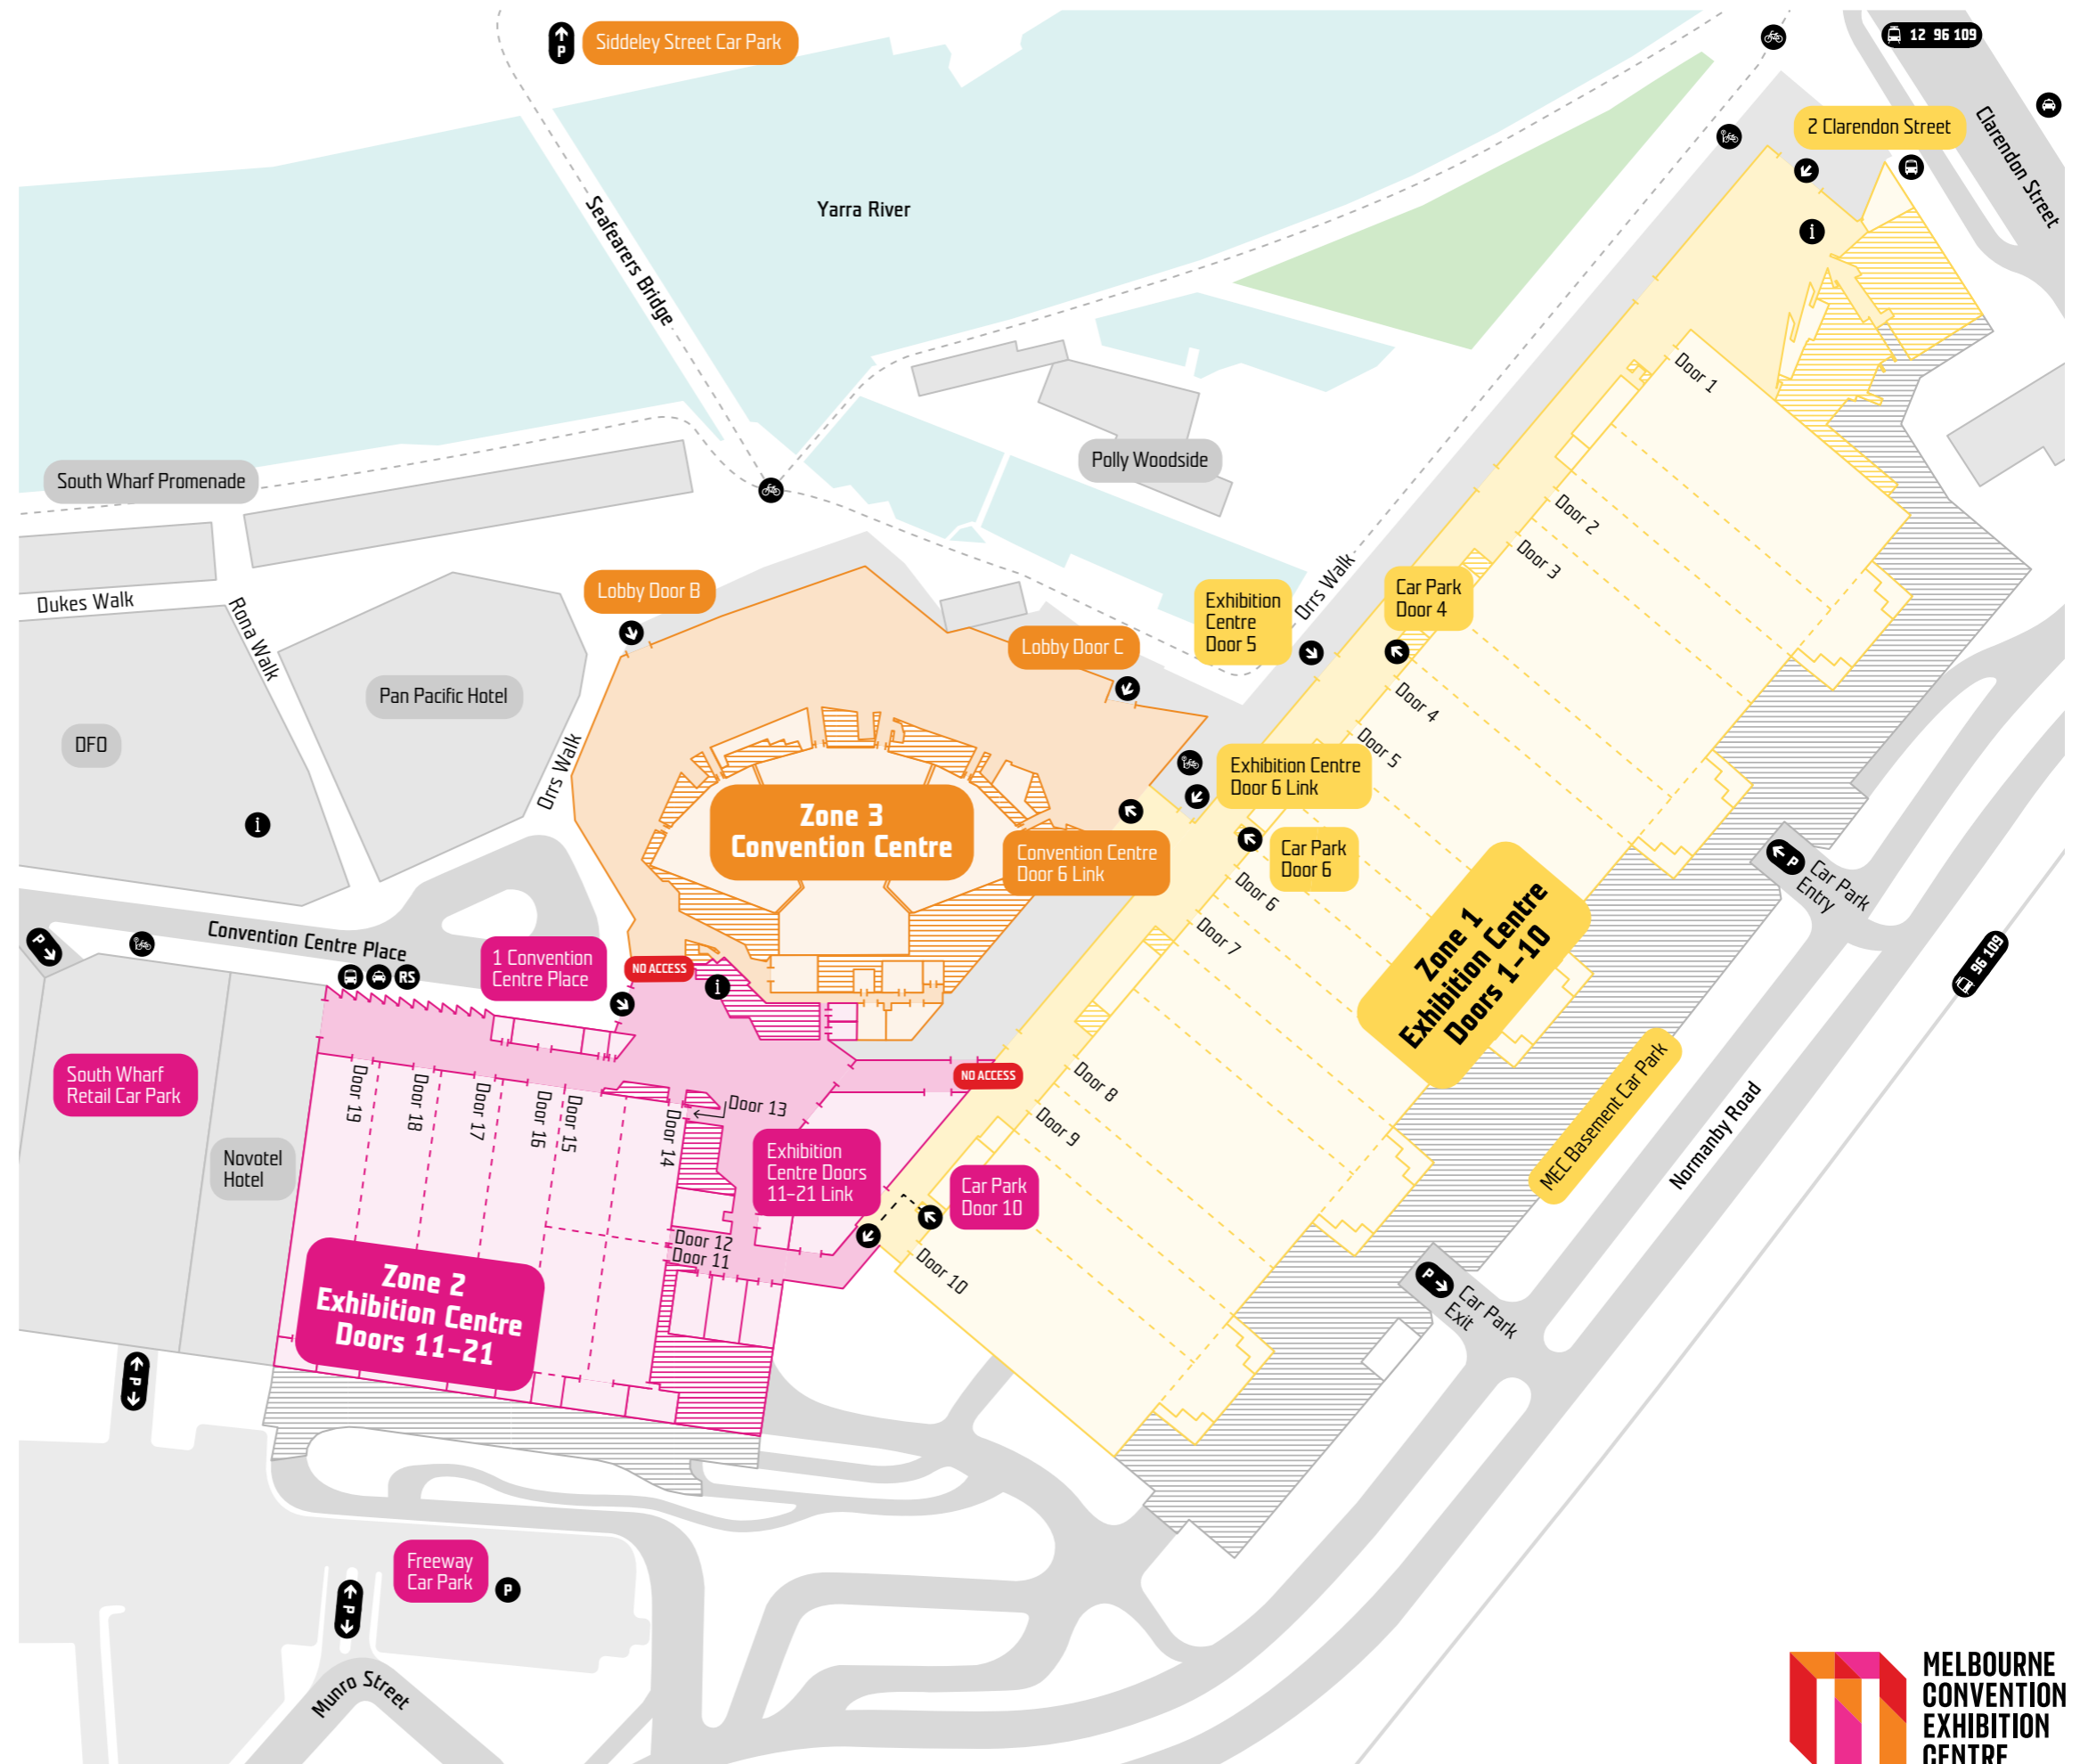 P
Siddeley Street Car Park
12 96 109
2 Clarendon Street
Clarendon Street
Yarra River
Seafearers Bridge
i
Door 1
South Wharf Promenade
Polly Woodside
Door 2
Door 3
Dukes Walk
Rona Walk
Lobby Door B
Exhibition
Centre
Door 5
Orrs Walk
Car Park
Door 4
Lobby Door C
Pan Pacific Hotel
DFO
Orrs Walk
Door 4
Door 5
Exhibition Centre
Door 6 Link
Zone 3
Convention Centre
i
Convention Centre
Door 6 Link
Car Park
Door 6
Door 6
Door 7
Zone 1
Exhibition Centre
Doors 1-10
P
Car Park
Entry
P
Convention Centre Place
RS
1 Convention
Centre Place
NO ACCESS
i
96 109
South Wharf
Retail Car Park
NO ACCESS
Door 19
Door 18
Door 17
Door 16
Door 15
Door 14
Door 13
Door 8
Door 9
MEC Basement Car Park
Normanby Road
Novotel
Hotel
Exhibition
Centre Doors
11-21 Link
Car Park
Door 10
Door 12
Door 11
Door 10
Zone 2
Exhibition Centre
Doors 11-21
P
Car Park
Exit
P
Freeway
Car Park
P
P
Munro Street
MELBOURNE
CONVENTION
EXHIBITION
CENTRE